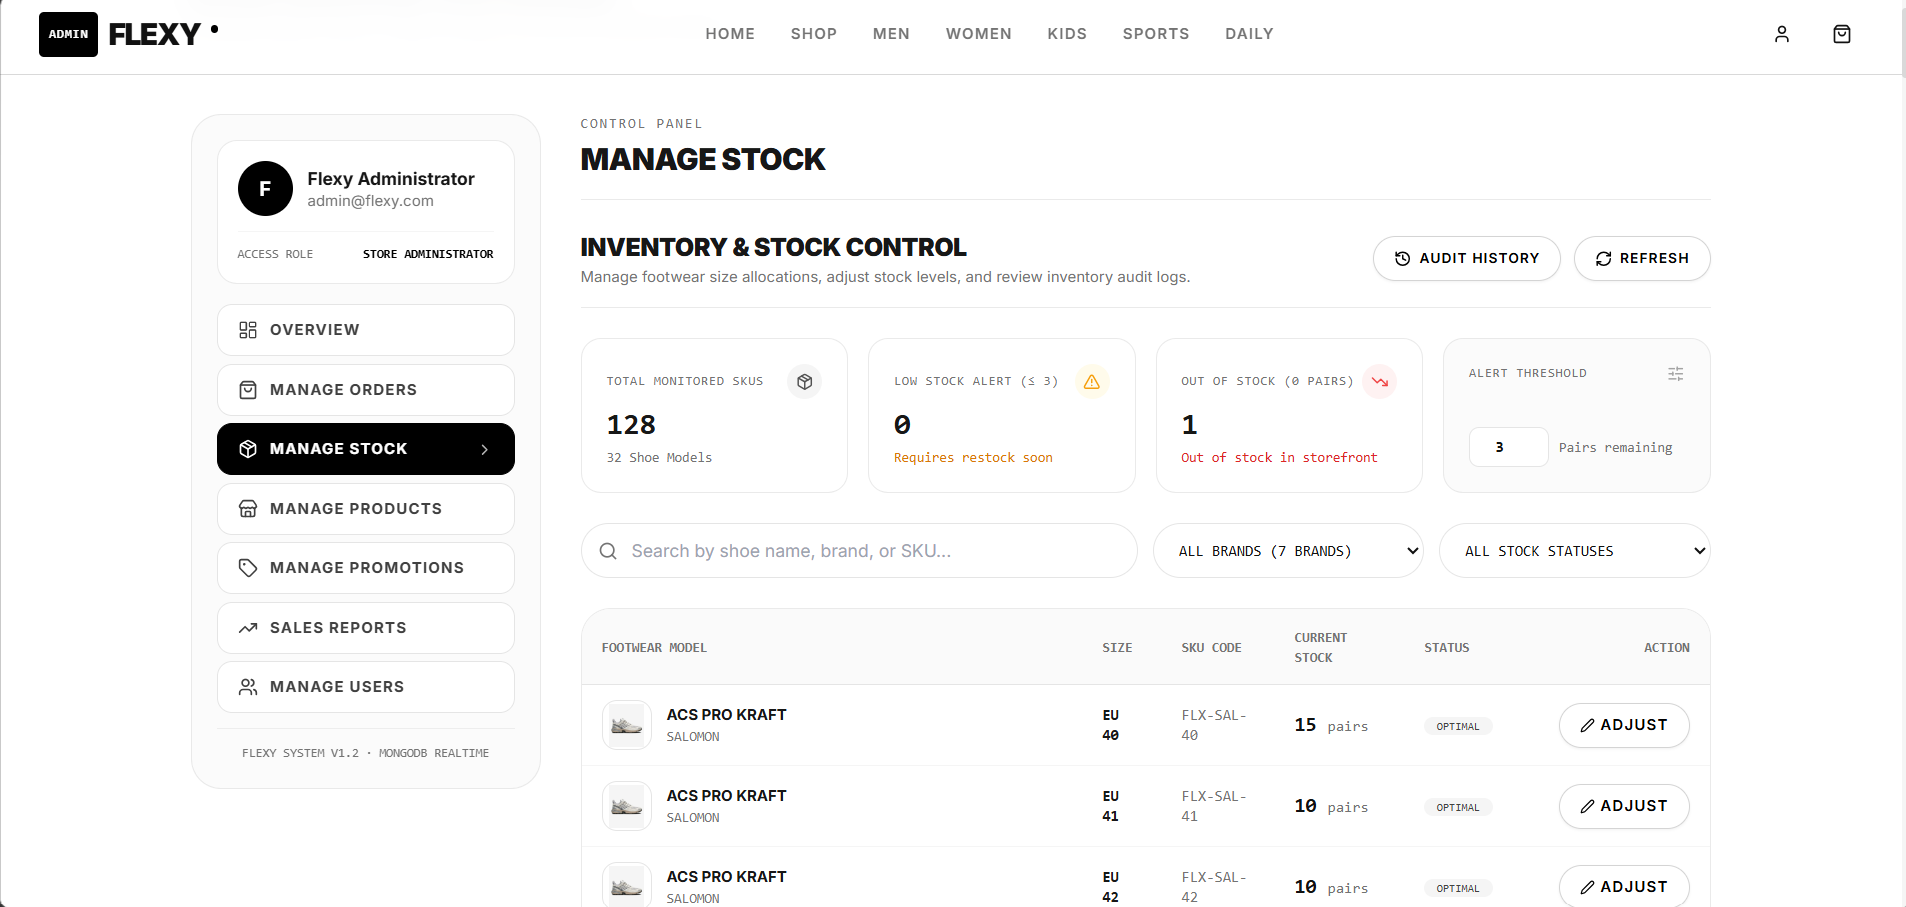 ADMIN FLEXY
HOME SHOP MEN WOMEN KIDS SPORTS DAILY
F
Flexy Administrator
admin@flexy.com
ACCESS ROLE STORE ADMINISTRATOR
OVERVIEW
MANAGE ORDERS
MANAGE STOCK
MANAGE PRODUCTS
MANAGE PROMOTIONS
SALES REPORTS
MANAGE USERS
FLEXY SYSTEM V1.2 · MONGODB REALTIME
CONTROL PANEL
MANAGE STOCK
INVENTORY & STOCK CONTROL
Manage footwear size allocations, adjust stock levels, and review inventory audit logs.
AUDIT HISTORY
REFRESH
TOTAL MONITORED SKUS
128
32 Shoe Models
LOW STOCK ALERT (≤ 3)
0
Requires restock soon
OUT OF STOCK (0 PAIRS)
1
Out of stock in storefront
ALERT THRESHOLD
3 Pairs remaining
Search by shoe name, brand, or SKU...
ALL BRANDS (7 BRANDS)
ALL STOCK STATUSES
FOOTWEAR MODEL SIZE SKU CODE CURRENT STOCK STATUS ACTION
ACS PRO KRAFT
SALOMON
EU 40
FLX-SAL-40
15 pairs
OPTIMAL
ADJUST
ACS PRO KRAFT
SALOMON
EU 41
FLX-SAL-41
10 pairs
OPTIMAL
ADJUST
ACS PRO KRAFT
SALOMON
EU 42
FLX-SAL-42
10 pairs
OPTIMAL
ADJUST